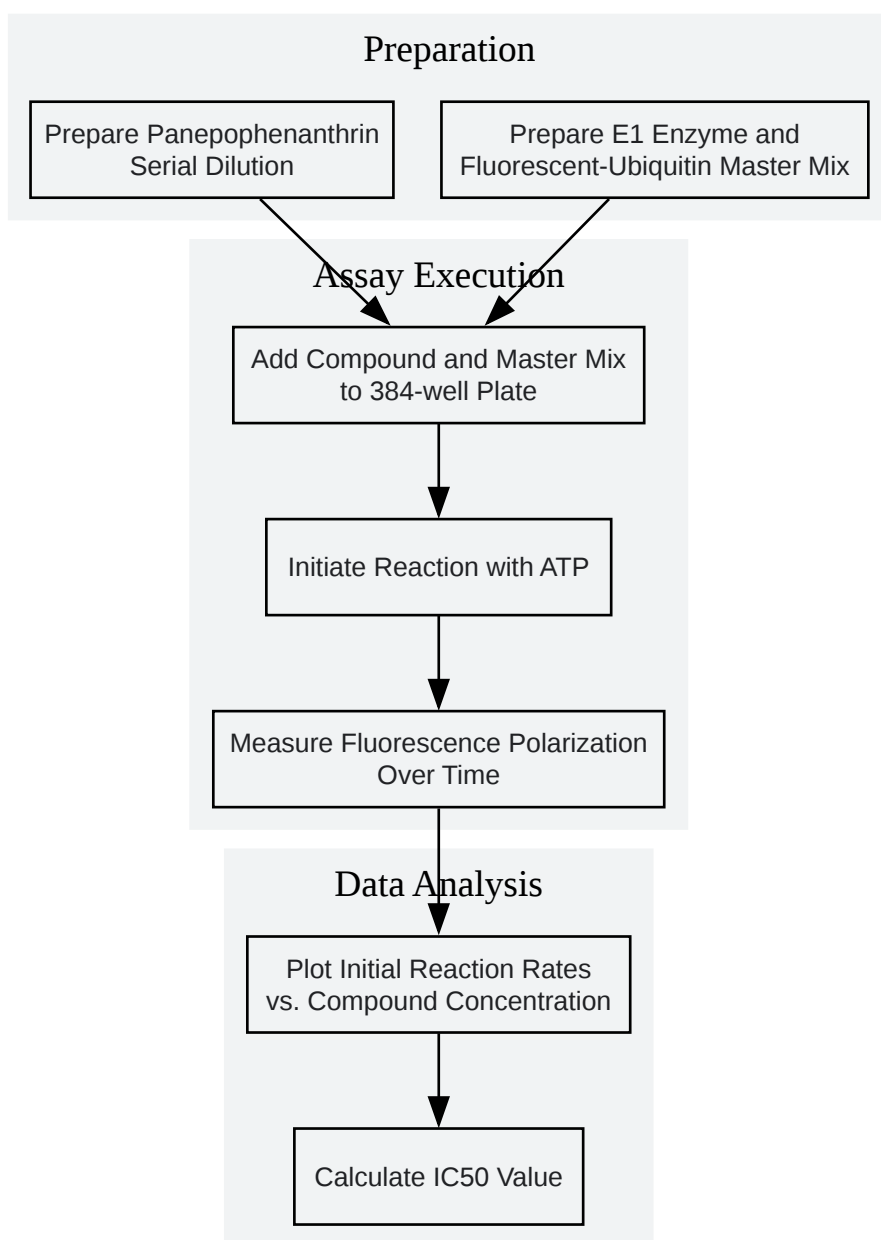 Preparation
Prepare Panepophenanthrin
Serial Dilution
Prepare E1 Enzyme and
Fluorescent-Ubiquitin Master Mix
Assay Execution
Add Compound and Master Mix
to 384-well Plate
Initiate Reaction with ATP
Measure Fluorescence Polarization
Over Time
Data Analysis
Plot Initial Reaction Rates
vs. Compound Concentration
Calculate IC50 Value